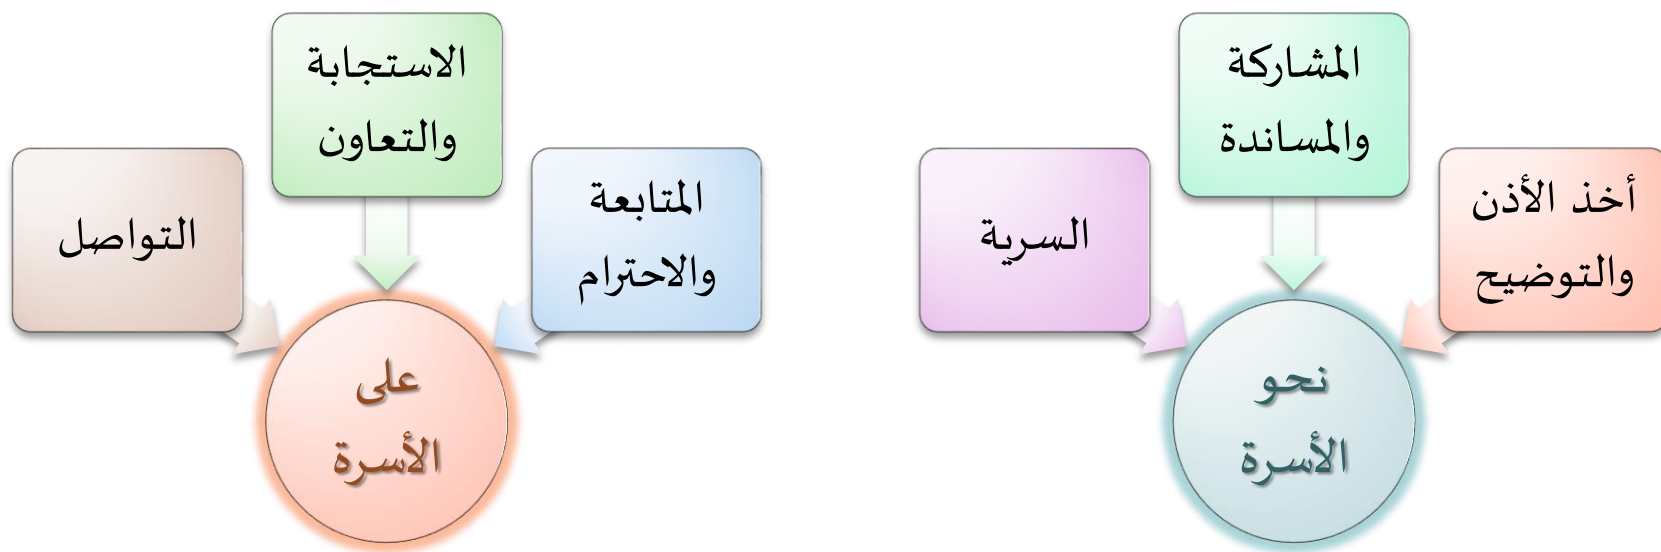 أخذ الأذن
والتوضيح
المشاركة
والمساندة
السرية
نحو
الأسرة
المتابعة
والاحترام
الاستجابة
والتعاون
التواصل
على
الأسرة